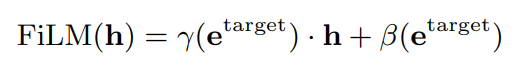 FiLM(𝐡) = γ(𝐞^target) · 𝐡 + β(𝐞^target)